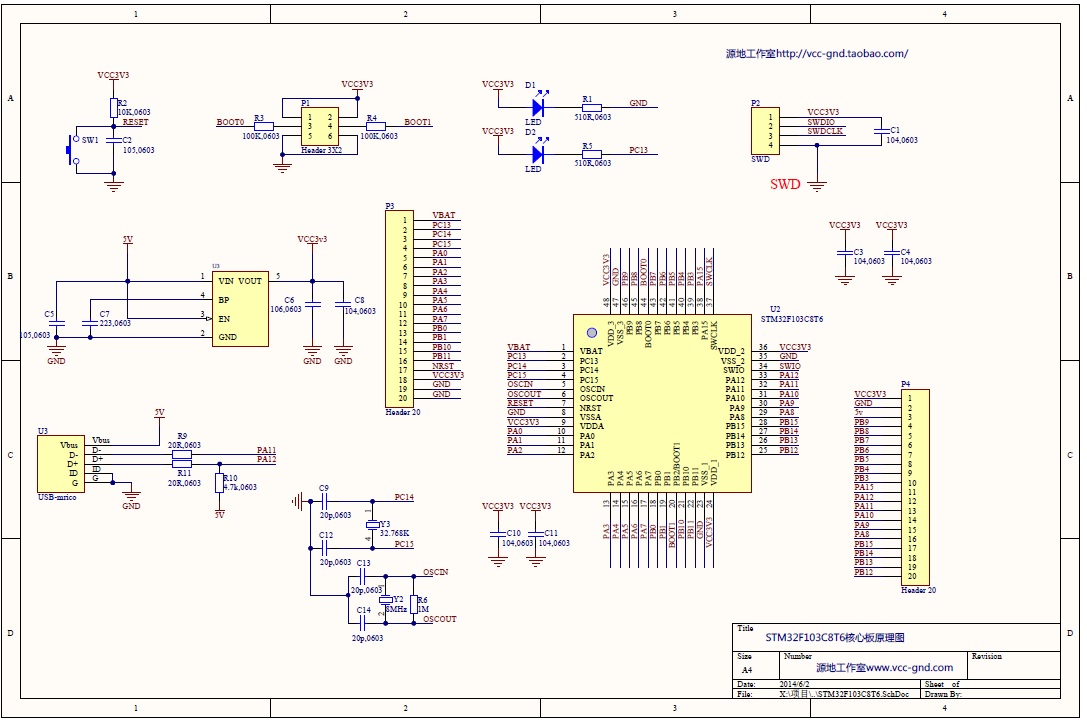 1 2 3 4
源地工作室http://vcc-gnd.taobao.com/
A
A
VCC3V3
R2
10K,0603
RESET
SW1
C2
105,0603
VCC3V3
P1
BOOT0
R3
100K,0603
1 2
3 4
5 6
R4
100K,0603
BOOT1
Header 3X2
VCC3V3
D1
LED
R1
510R,0603
GND
VCC3V3
D2
LED
R5
510R,0603
PC13
P2
1 VCC3V3
2 SWDIO
3 SWDCLK
4
SWD
C1
104,0603
SWD
B
B
5V
U1
1 VIN VOUT 5
4 BP
3 EN
2 GND
C5
105,0603
C7
223,0603
GND
VCC3v3
C6
106,0603
C8
104,0603
GND
GND
P3
1 VBAT
2 PC13
3 PC14
4 PC15
5 PA0
6 PA1
7 PA2
8 PA3
9 PA4
10 PA5
11 PA6
12 PA7
13 PB0
14 PB1
15 PB10
16 PB11
17 NRST
18 VCC3V3
19 GND
20 GND
Header 20
VCC3V3
C3
104,0603
VCC3V3
C4
104,0603
U2
STM32F103C8T6
VCC3V3 GND PB9 PB8 BOOT0 PB7 PB6 PB5 PB4 PB3 PA15 SWCLK
48 47 46 45 44 43 42 41 40 39 38 37
VDD_3 VSS_3 PB9 PB8 BOOT0 PB7 PB6 PB5 PB4 PB3 PA15 SWCLK
VBAT 1 VBAT
PC13 2 PC13
PC14 3 PC14
PC15 4 PC15
OSCIN 5 OSCIN
OSCOUT 6 OSCOUT
RESET 7 NRST
GND 8 VSSA
VCC3V3 9 VDDA
PA0 10 PA0
PA1 11 PA1
PA2 12 PA2
VDD_2 36 VCC3V3
VSS_2 35 GND
SWIO 34 SWIO
PA12 33 PA12
PA11 32 PA11
PA10 31 PA10
PA9 30 PA9
PA8 29 PA8
PB15 28 PB15
PB14 27 PB14
PB13 26 PB13
PB12 25 PB12
PA3 PA4 PA5 PA6 PA7 PB0 PB1 PB2/BOOT1 PB10 PB11 VSS_1 VDD_1
13 14 15 16 17 18 19 20 21 22 23 24
PA3 PA4 PA5 PA6 PA7 PB0 PB1 BOOT1 PB10 PB11 GND VCC3V3
C
C
U3
Vbus Vbus
D- D-
D+ D+
ID ID
G G
USB-mrico
5V
R9
20R,0603
PA11
PA12
R11
20R,0603
R10
4.7k,0603
5V
GND
C9
20p,0603
PC14
1
Y3
32.768K
4
C12
20p,0603
PC15
C13
20p,0603
OSCIN
1
Y2
8MHz
2
R6
1M
C14
20p,0603
OSCOUT
VCC3V3
C10
104,0603
VCC3V3
C11
104,0603
P4
VCC3V3 1
GND 2
5v 3
PB9 4
PB8 5
PB7 6
PB6 7
PB5 8
PB4 9
PB3 10
PA15 11
PA12 12
PA11 13
PA10 14
PA9 15
PA8 16
PB15 17
PB14 18
PB13 19
PB12 20
Header 20
D
D
Title
STM32F103C8T6核心板原理图
Size
A4
Number
源地工作室www.vcc-gnd.com
Revision
Date: 2014/6/2 Sheet of
File: X:\项目\..\STM32F103C8T6.SchDoc Drawn By:
1 2 3 4